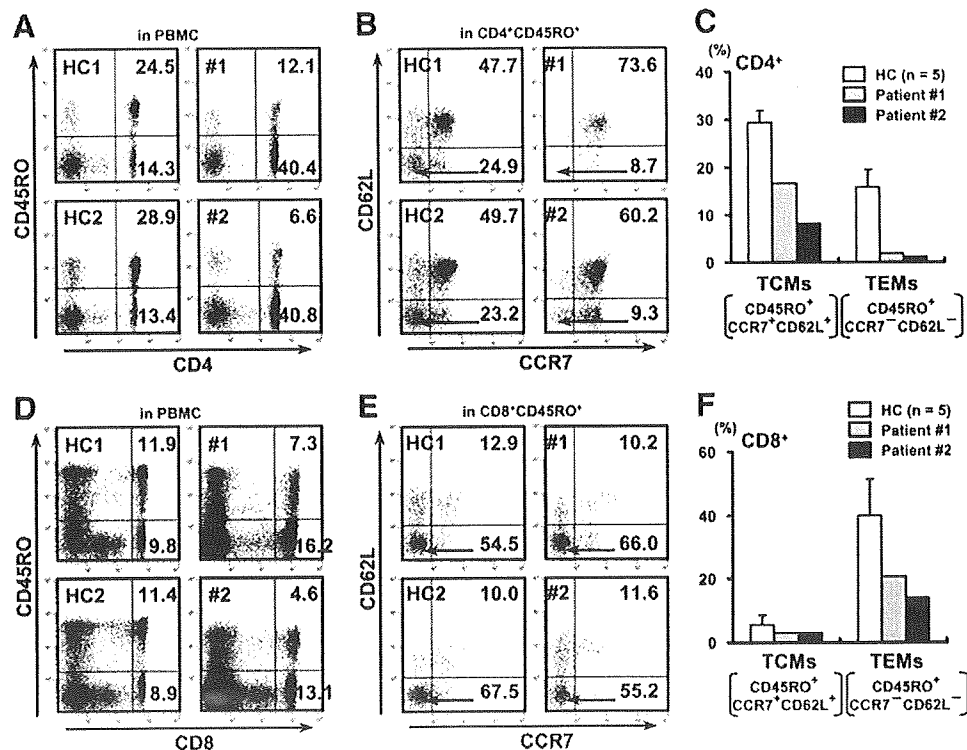 A
in PBMC
CD45RO
HC1 24.5
14.3
#1 12.1
40.4
HC2 28.9
13.4
#2 6.6
40.8
CD4
B
in CD4+CD45RO+
CD62L
HC1 47.7
24.9
#1 73.6
8.7
HC2 49.7
23.2
#2 60.2
9.3
CCR7
C
(%)
CD4+
HC (n = 5)
Patient #1
Patient #2
40
30
20
10
0
TCMs TEMs
CD45RO+ CD45RO+
CCR7+CD62L+ CCR7−CD62L−
D
in PBMC
CD45RO
HC1 11.9
9.8
#1 7.3
16.2
HC2 11.4
8.9
#2 4.6
13.1
CD8
E
in CD8+CD45RO+
CD62L
HC1 12.9
54.5
#1 10.2
66.0
HC2 10.0
67.5
#2 11.6
55.2
CCR7
F
(%)
CD8+
HC (n = 5)
Patient #1
Patient #2
60
40
20
0
TCMs TEMs
CD45RO+ CD45RO+
CCR7+CD62L+ CCR7−CD62L−